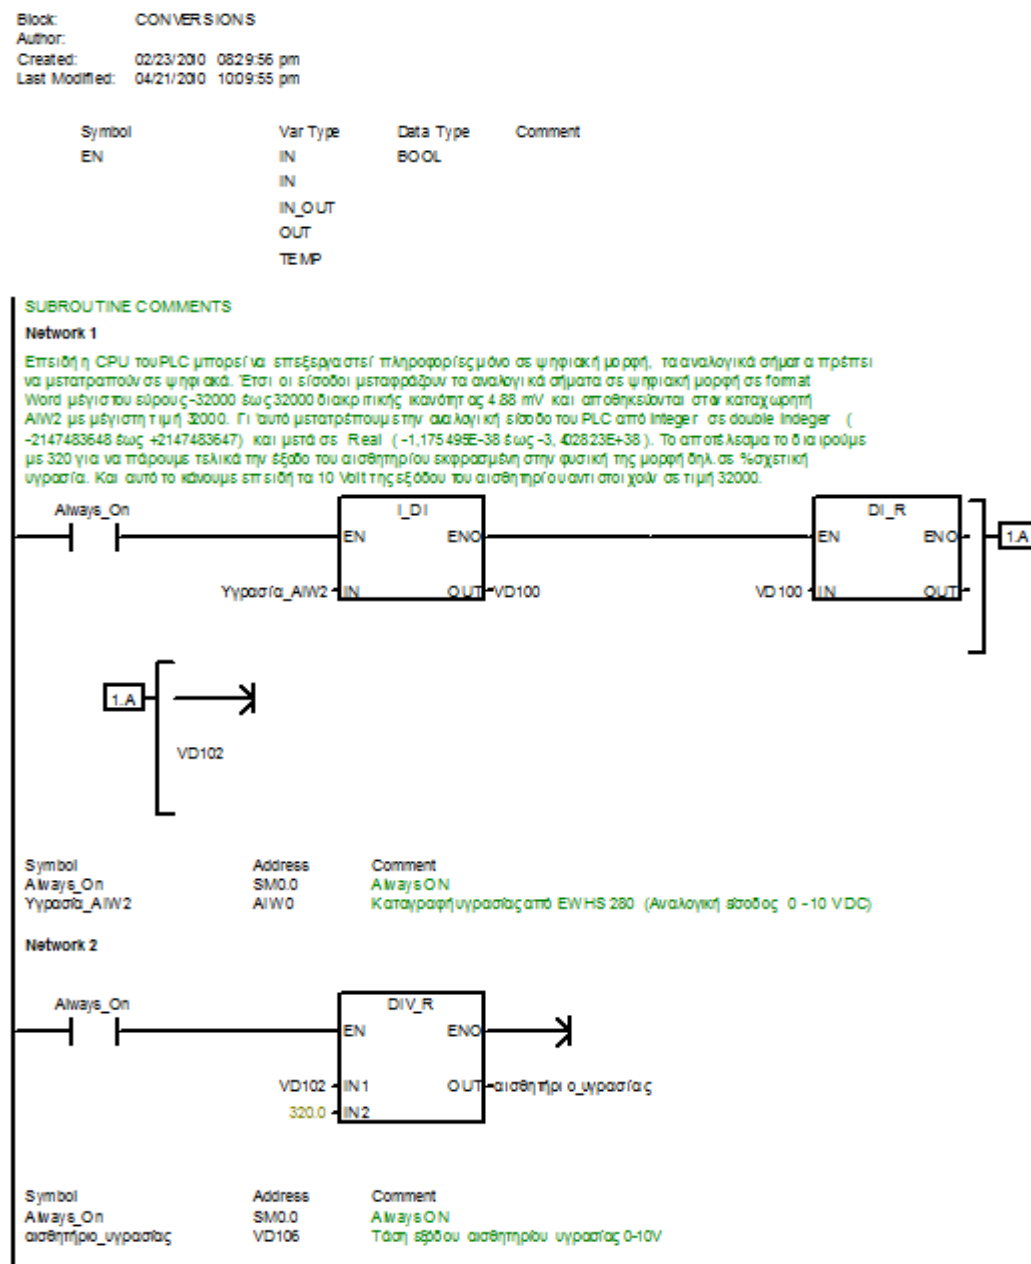 Block: CONVERSIONS
Author:
Created: 02/23/2010 08:29:56 pm
Last Modified: 04/21/2010 10:09:55 pm
Symbol Var Type Data Type Comment
EN IN BOOL
IN
IN_OUT
OUT
TEMP
SUBROUTINE COMMENTS
Network 1
Επειδή η CPU του PLC μπορεί να επεξεργαστεί πληροφορίες μόνο σε ψηφιακή μορφή, τα αναλογικά σήματα πρέπει
να μετατραπούν σε ψηφιακά. Έτσι οι είσοδοι μεταφράζουν τα αναλογικά σήματα σε ψηφιακή μορφή σε format
Word μέγιστου εύρους -32000 έως 32000 διακριτικής ικανότητας 4.88 mV και αποθηκεύονται στον καταχωρητή
AIW2 με μέγιστη τιμή 32000. Γι 'αυτό μετατρέπουμε την αναλογική είσοδο του PLC από Integer σε double Indeger (
-2147483648 έως +2147483647) και μετά σε Real ( -1,175495E-38 έως -3, 402823E+38 ). Το αποτέλεσμα το διαιρούμε
με 320 για να πάρουμε τελικά την έξοδο του αισθητηρίου εκφρασμένη στην φυσική της μορφή δηλ. σε %σχετική
υγρασία. Και αυτό το κάνουμε επειδή τα 10 Volt της εξόδου του αισθητηρίου αντιστοιχούν σε τιμή 32000.
Always_On I_DI DI_R
EN ENO EN ENO 1.A
Υγρασία_AIW2 IN OUT VD100 VD100 IN OUT
1.A
VD102
Symbol Address Comment
Always_On SM0.0 Always ON
Υγρασία_AIW2 AIW0 Καταγραφή υγρασίας από EWHS 280 (Αναλογική είσοδος 0 -10 VDC)
Network 2
Always_On DIV_R
EN ENO
VD102 IN1 OUT αισθητήριο_υγρασίας
320.0 IN2
Symbol Address Comment
Always_On SM0.0 Always ON
αισθητήριο_υγρασίας VD106 Τάση εξόδου αισθητηρίου υγρασίας 0-10V